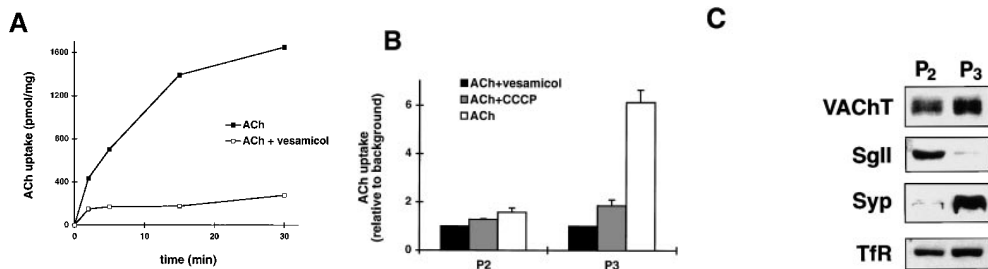 A
ACh uptake (pmol/mg)
1600
1200
800
400
0
0
10
20
30
time (min)
ACh
ACh + vesamicol
B
ACh uptake
(relative to background)
6
4
2
0
ACh+vesamicol
ACh+CCCP
ACh
P2
P3
C
P2 P3
VAChT
SgII
Syp
TfR